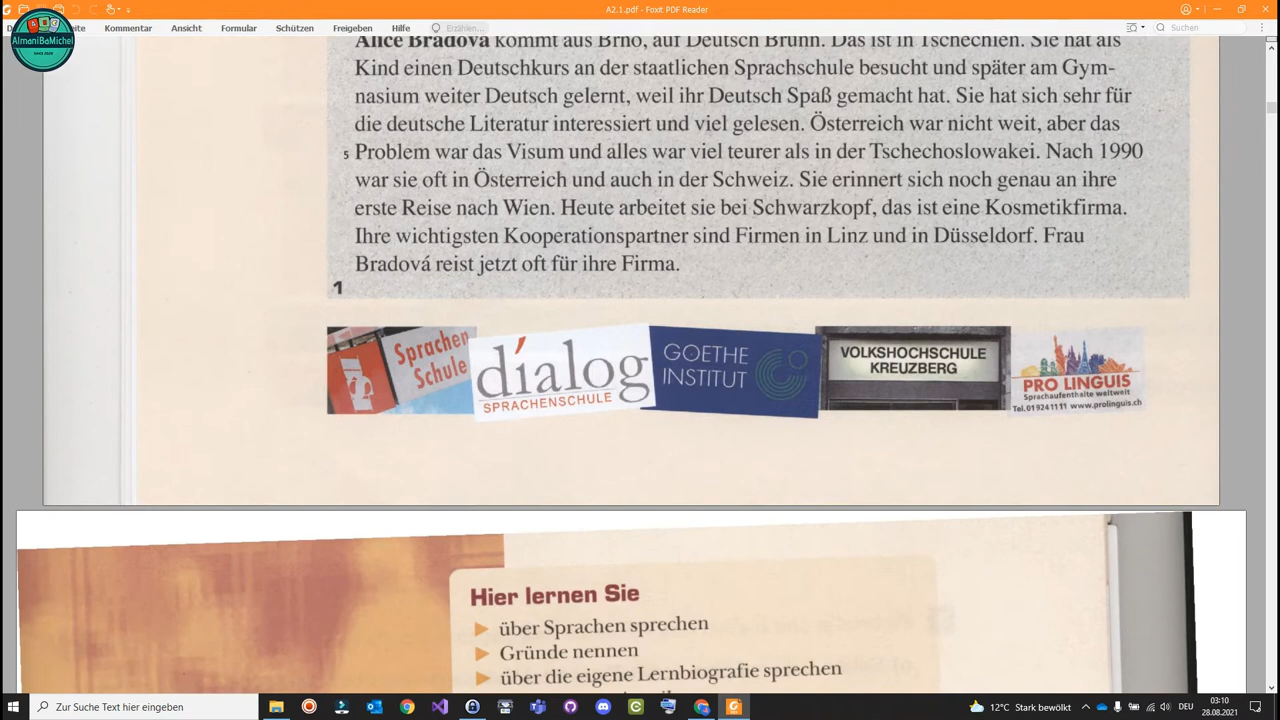 A2.1.pdf - Foxit PDF Reader
Kommentar Ansicht Formular Schützen Freigeben Hilfe Erzählen... Suchen
AlmaniBaMichel
SINCE 2020
Alice Bradová kommt aus Brno, auf Deutsch Brünn. Das ist in Tschechien. Sie hat als
Kind einen Deutschkurs an der staatlichen Sprachschule besucht und später am Gym-
nasium weiter Deutsch gelernt, weil ihr Deutsch Spaß gemacht hat. Sie hat sich sehr für
die deutsche Literatur interessiert und viel gelesen. Österreich war nicht weit, aber das
5 Problem war das Visum und alles war viel teurer als in der Tschechoslowakei. Nach 1990
war sie oft in Österreich und auch in der Schweiz. Sie erinnert sich noch genau an ihre
erste Reise nach Wien. Heute arbeitet sie bei Schwarzkopf, das ist eine Kosmetikfirma.
Ihre wichtigsten Kooperationspartner sind Firmen in Linz und in Düsseldorf. Frau
Bradová reist jetzt oft für ihre Firma.
1
Sprachen
Schule
dialog
SPRACHENSCHULE
GOETHE
INSTITUT
VOLKSHOCHSCHULE
KREUZBERG
PRO LINGUIS
Sprachaufenthalte weltweit
Tel. 01924 11 11 www.prolinguis.ch
Hier lernen Sie
über Sprachen sprechen
Gründe nennen
über die eigene Lernbiografie sprechen
Zur Suche Text hier eingeben
12°C Stark bewölkt
DEU
03:10
28.08.2021